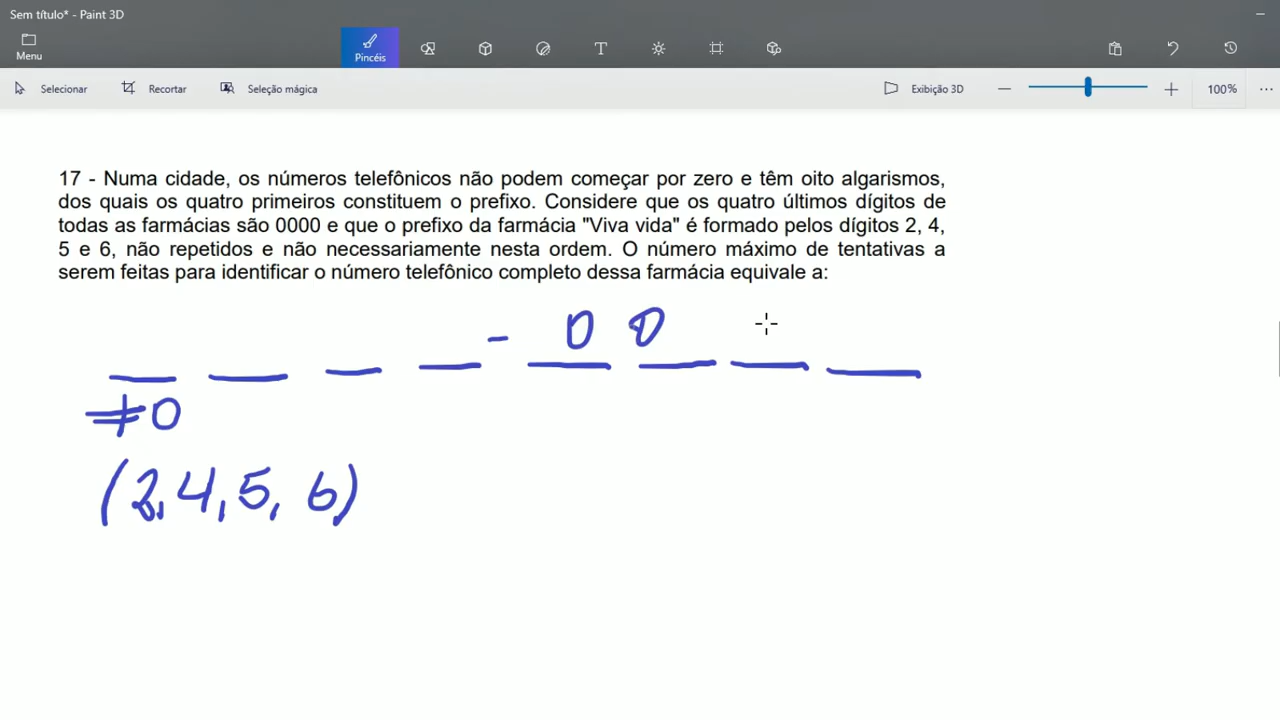 Sem título* - Paint 3D
Menu
Pincéis
Selecionar
Recortar
Seleção mágica
Exibição 3D
100%
17 - Numa cidade, os números telefônicos não podem começar por zero e têm oito algarismos,
dos quais os quatro primeiros constituem o prefixo. Considere que os quatro últimos dígitos de
todas as farmácias são 0000 e que o prefixo da farmácia "Viva vida" é formado pelos dígitos 2, 4,
5 e 6, não repetidos e não necessariamente nesta ordem. O número máximo de tentativas a
serem feitas para identificar o número telefônico completo dessa farmácia equivale a:
- 0 0
≠0
(2,4,5, 6)